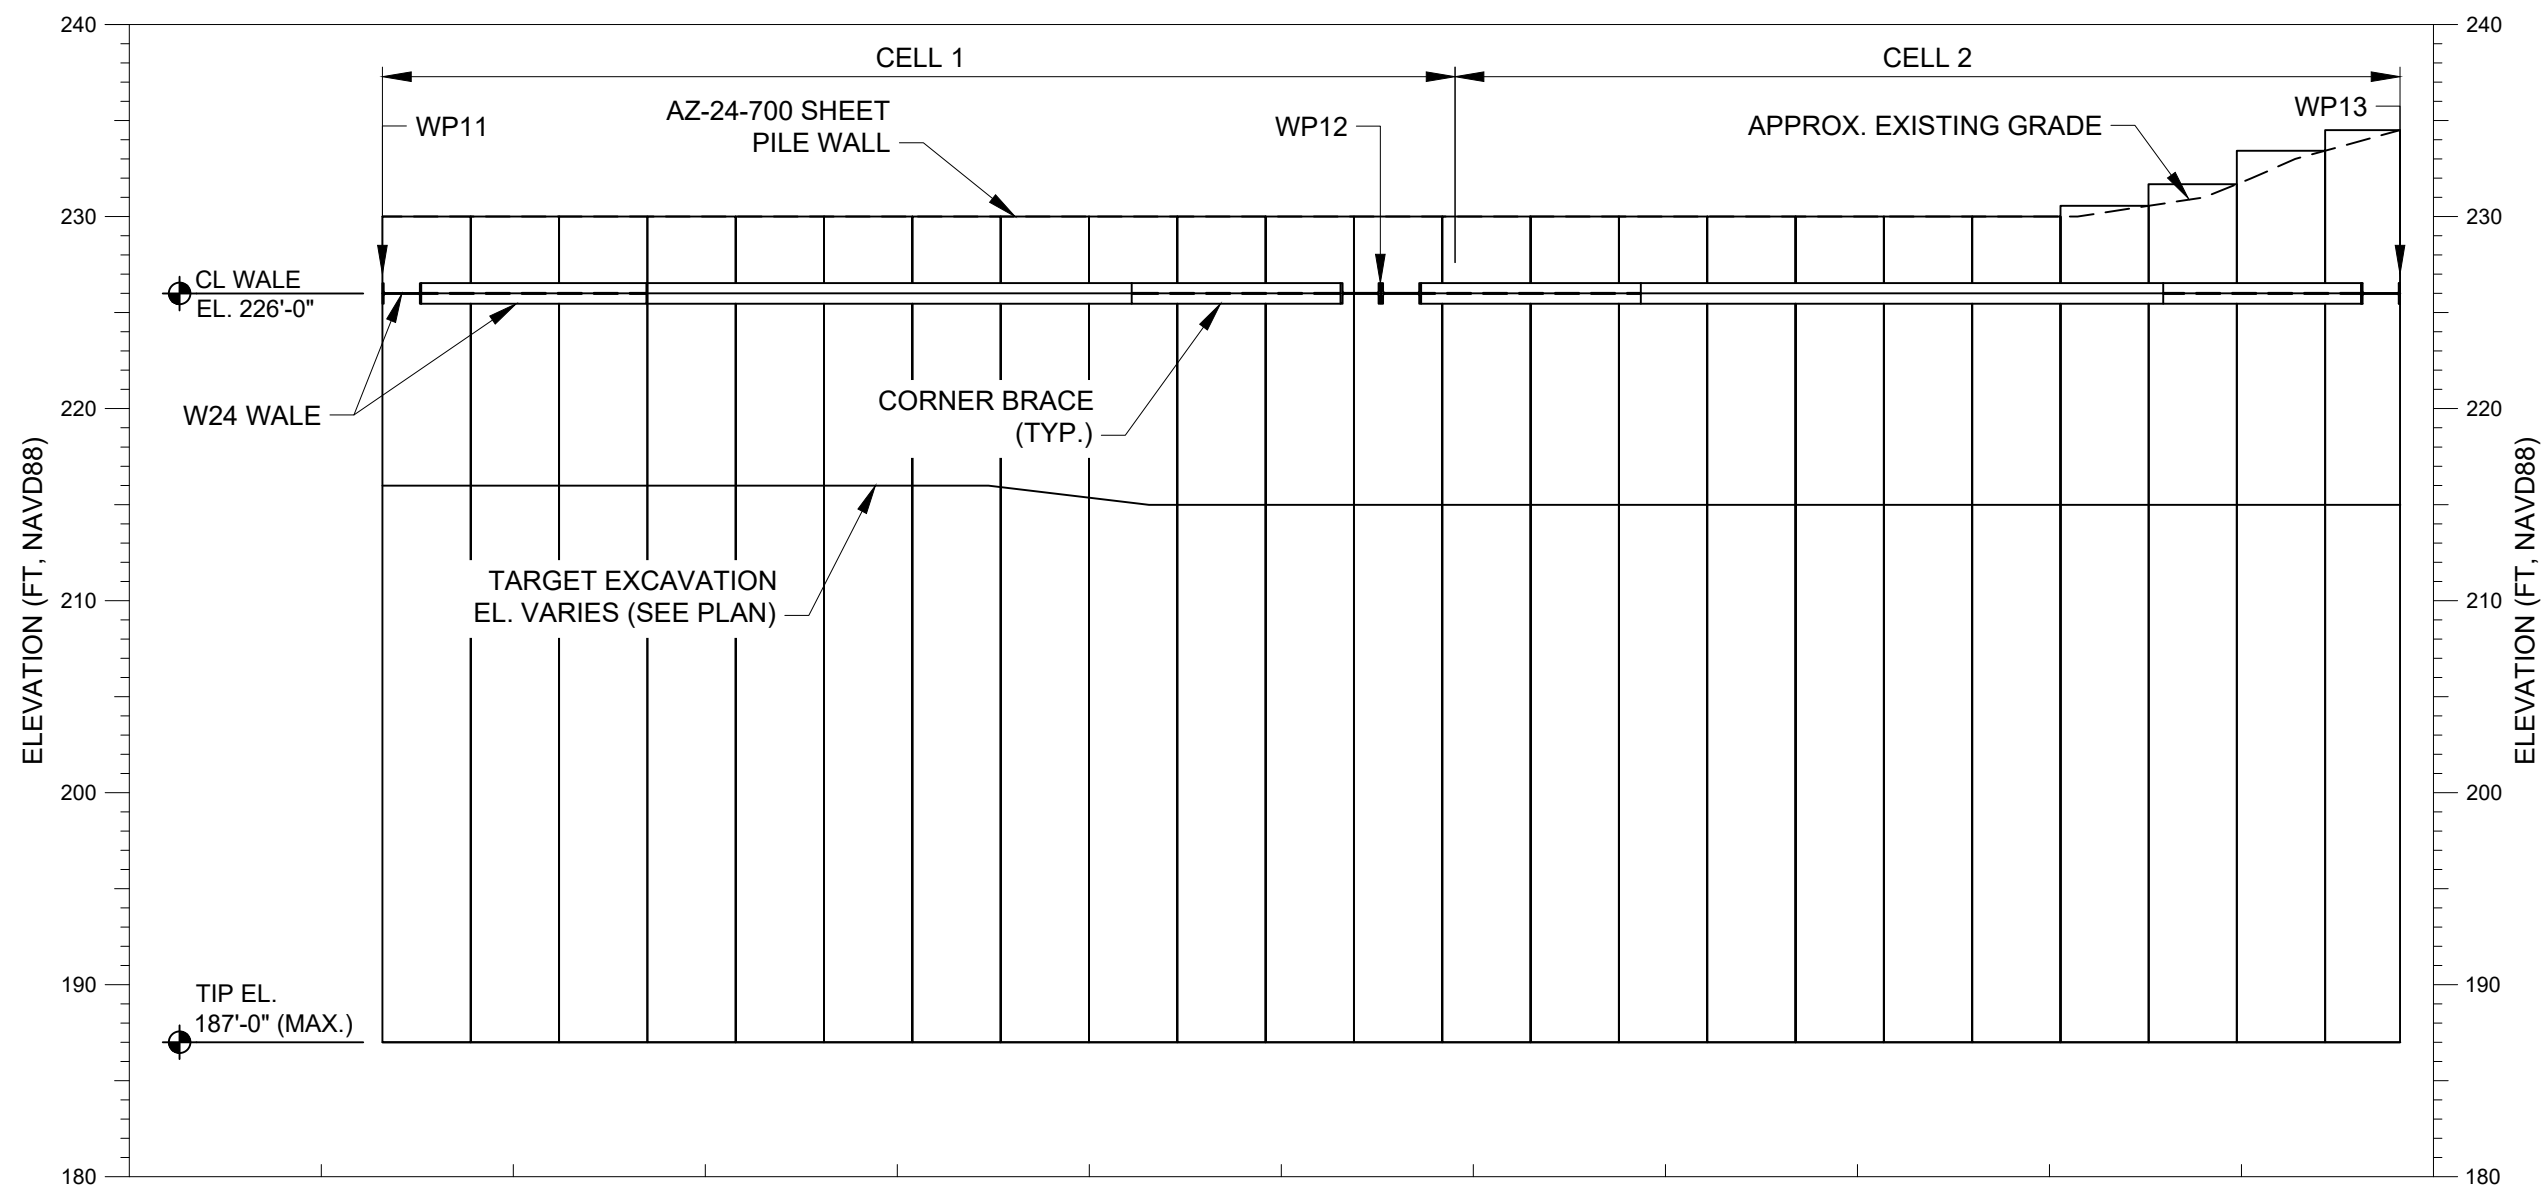 240
240
CELL 1
CELL 2
AZ-24-700 SHEET
PILE WALL
WP11
WP12
APPROX. EXISTING GRADE
WP13
230
230
CL WALE
EL. 226'-0"
W24 WALE
CORNER BRACE
(TYP.)
220
220
ELEVATION (FT, NAVD88)
ELEVATION (FT, NAVD88)
TARGET EXCAVATION
EL. VARIES (SEE PLAN)
210
210
200
200
190
190
TIP EL.
187'-0" (MAX.)
180
180